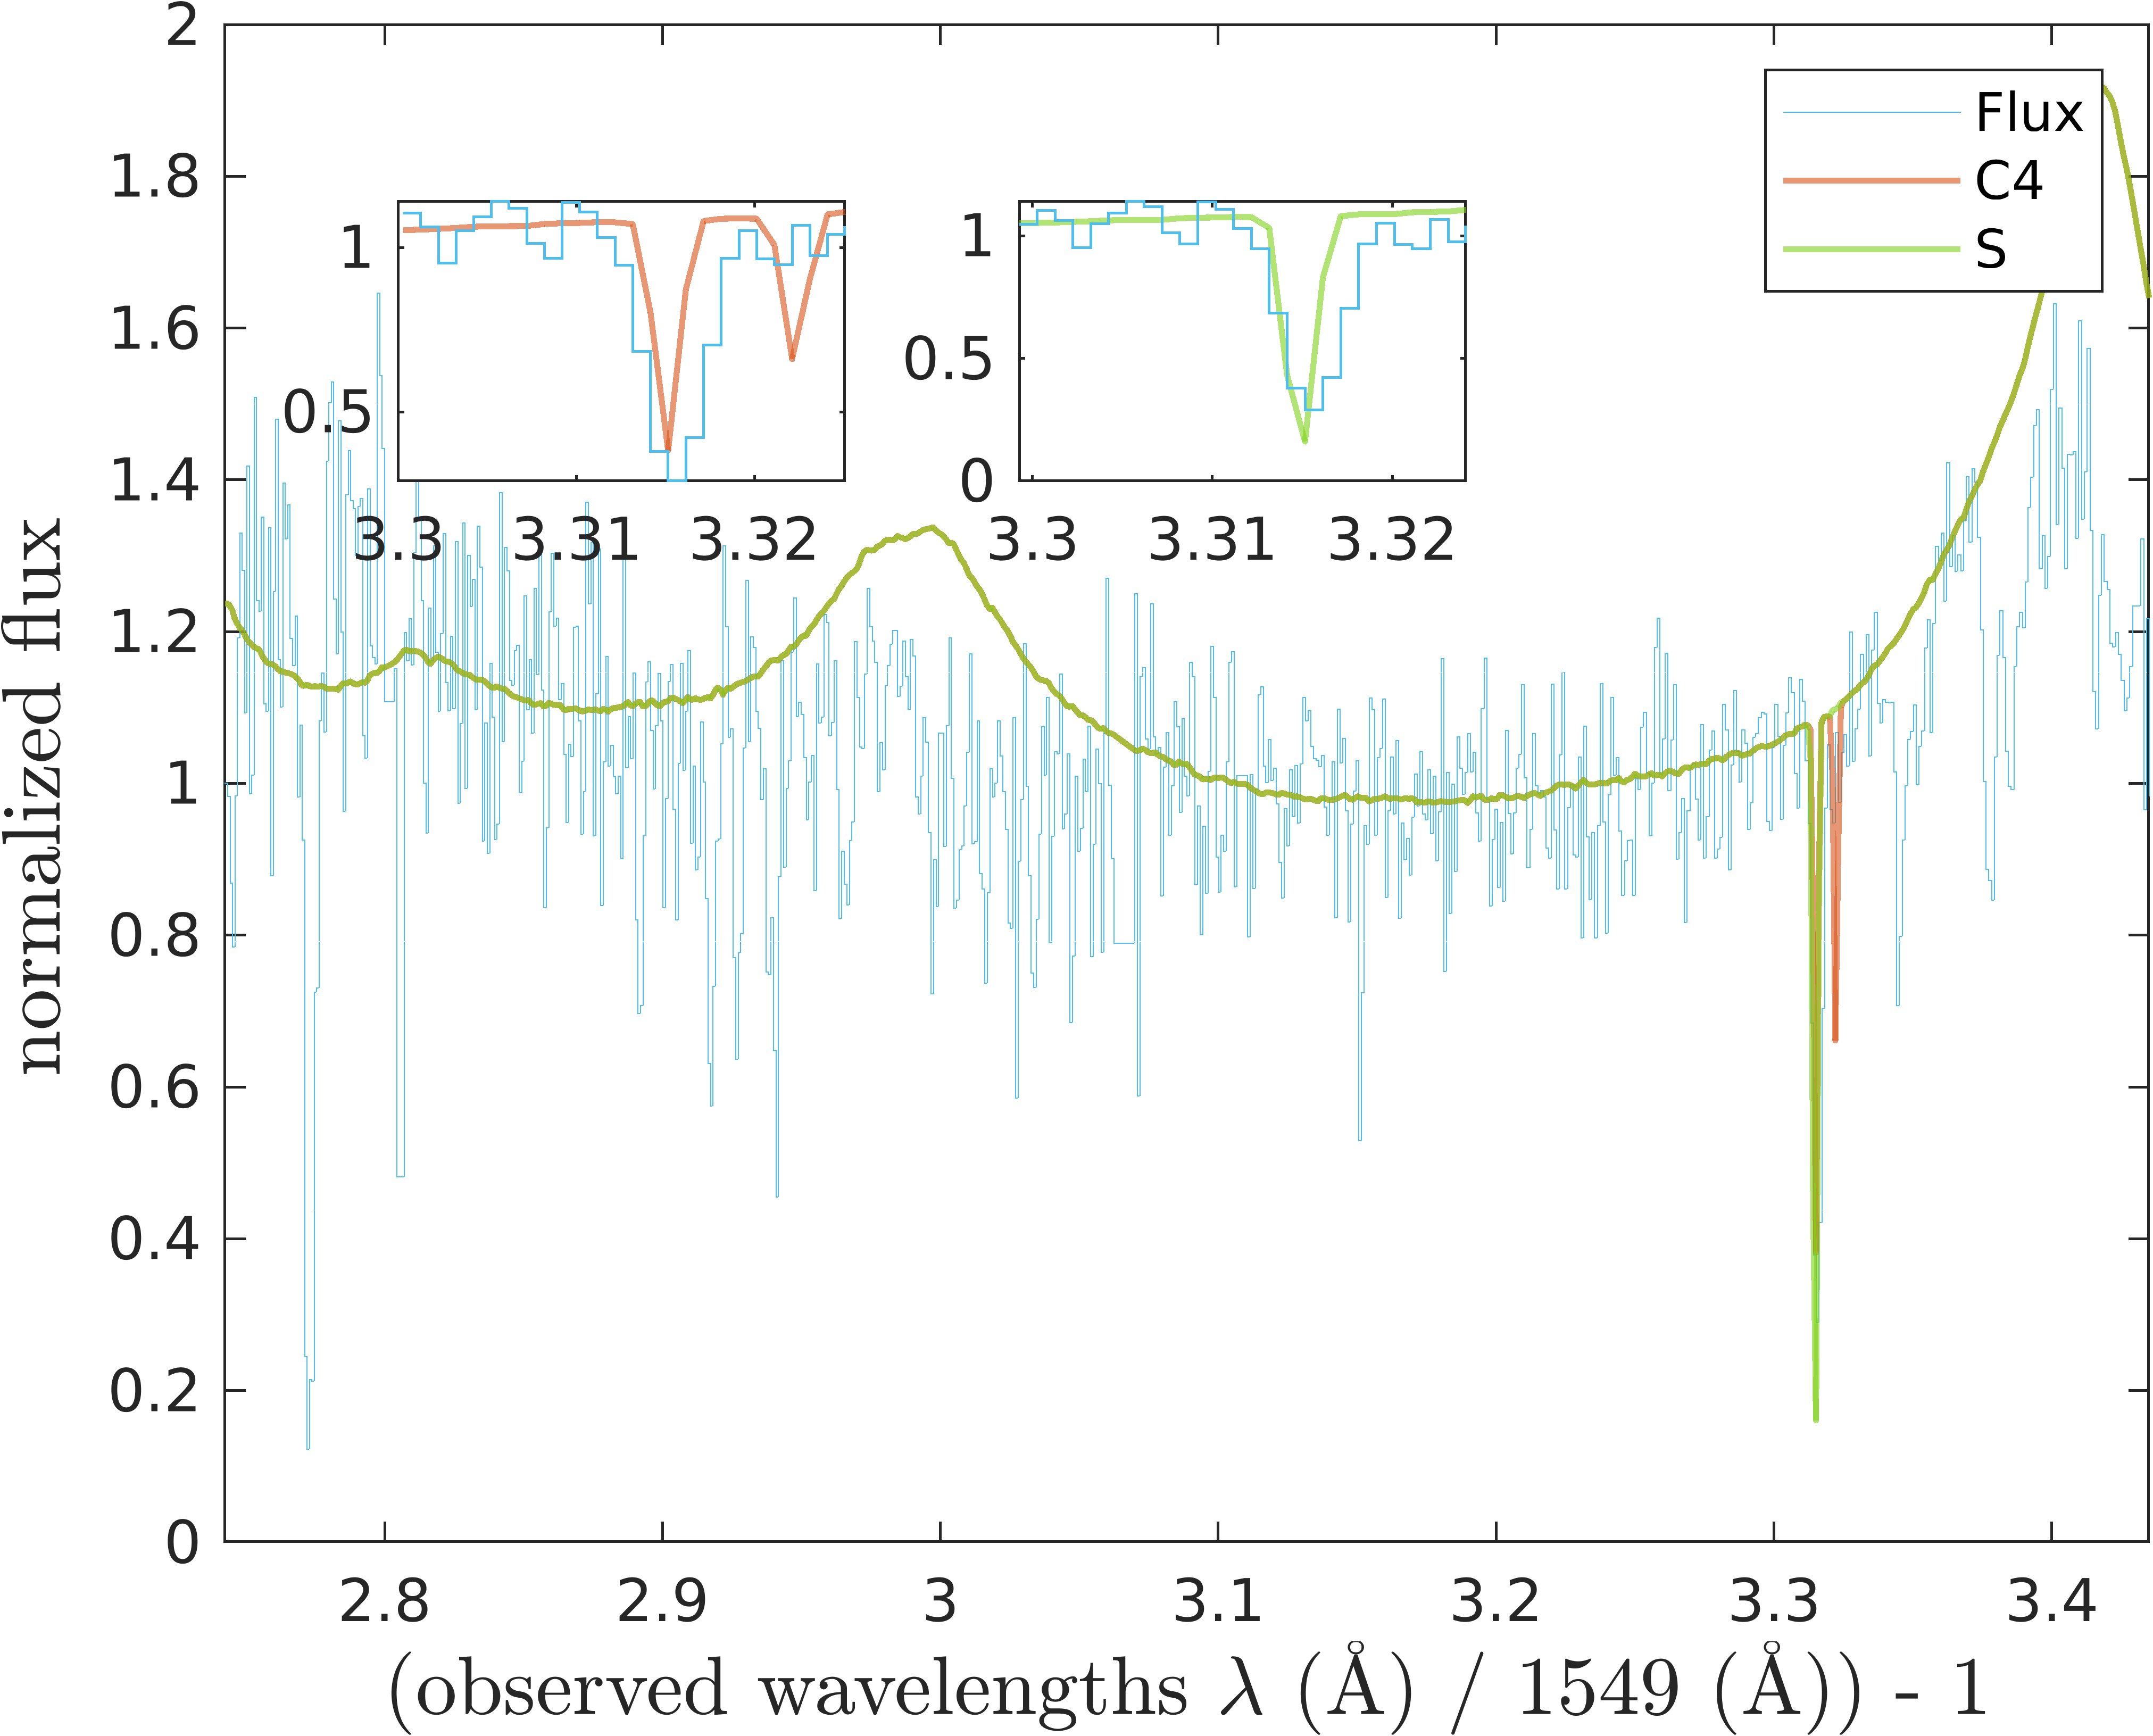 2
1.8
1.6
1.4
1.2
1
0.8
0.6
0.4
0.2
0
normalized flux
Flux
C4
S
1
0.5
3.3 3.31 3.32
1
0.5
0
3.3 3.31 3.32
2.8 2.9 3 3.1 3.2 3.3 3.4
(observed wavelengths λ (Å) / 1549 (Å)) - 1